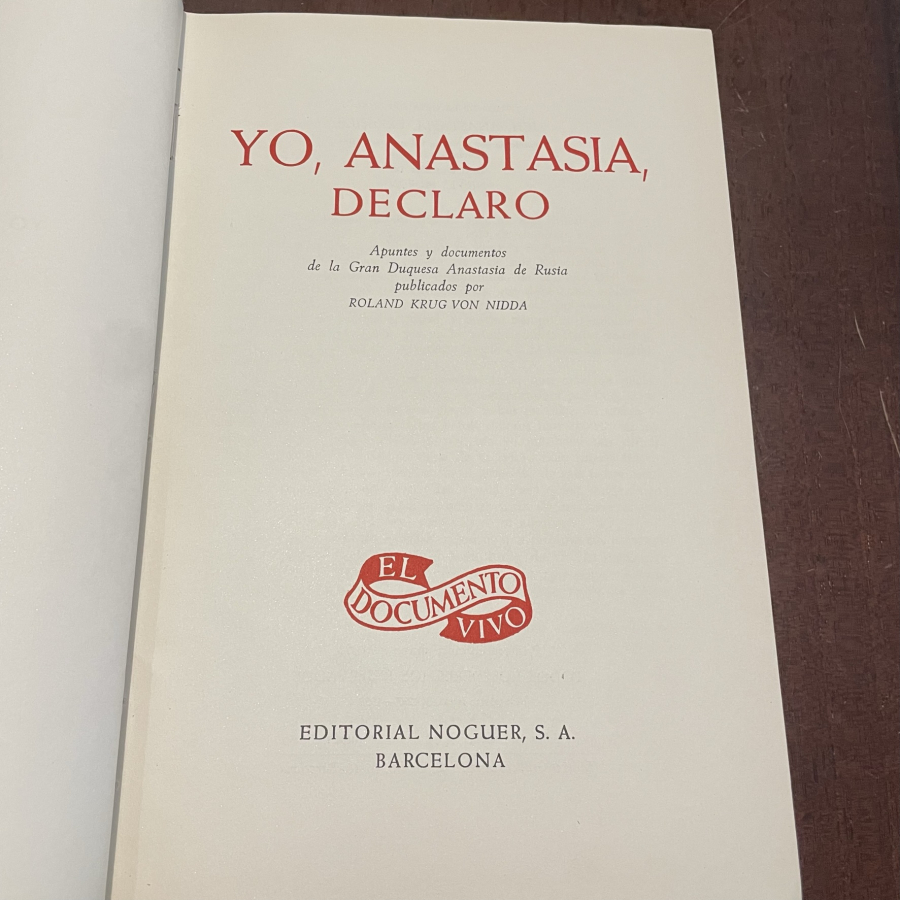 YO, ANASTASIA,
DECLARO
Apuntes y documentos
de la Gran Duquesa Anastasia de Rusia
publicados por
ROLAND KRUG VON NIDDA
EL
DOCUMENTO
VIVO
EDITORIAL NOGUER, S. A.
BARCELONA